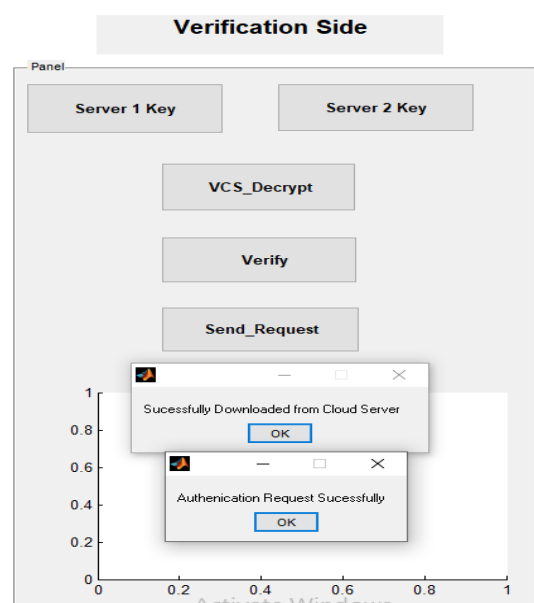 Verification Side
Panel
Server 1 Key
Server 2 Key
VCS_Decrypt
Verify
Send_Request
Sucessfully Downloaded from Cloud Server
OK
Authenication Request Sucessfully
OK
1
0.8
0.6
0.4
0.2
0
0 0.2 0.4 0.6 0.8 1
Activate Windows